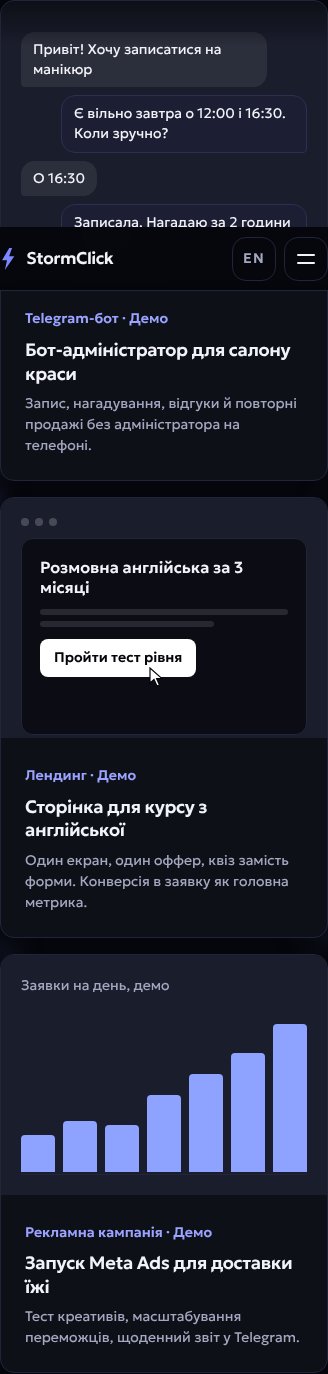 Привіт! Хочу записатися на
манікюр
Є вільно завтра о 12:00 і 16:30.
Коли зручно?
О 16:30
Записала. Нагадаю за 2 години
StormClick
EN
Telegram-бот · Демо
Бот-адміністратор для салону
краси
Запис, нагадування, відгуки й повторні
продажі без адміністратора на
телефоні.
Розмовна англійська за 3
місяці
Пройти тест рівня
Лендинг · Демо
Сторінка для курсу з
англійської
Один екран, один оффер, квіз замість
форми. Конверсія в заявку як головна
метрика.
Заявки на день, демо
Рекламна кампанія · Демо
Запуск Meta Ads для доставки
їжі
Тест креативів, масштабування
переможців, щоденний звіт у Telegram.